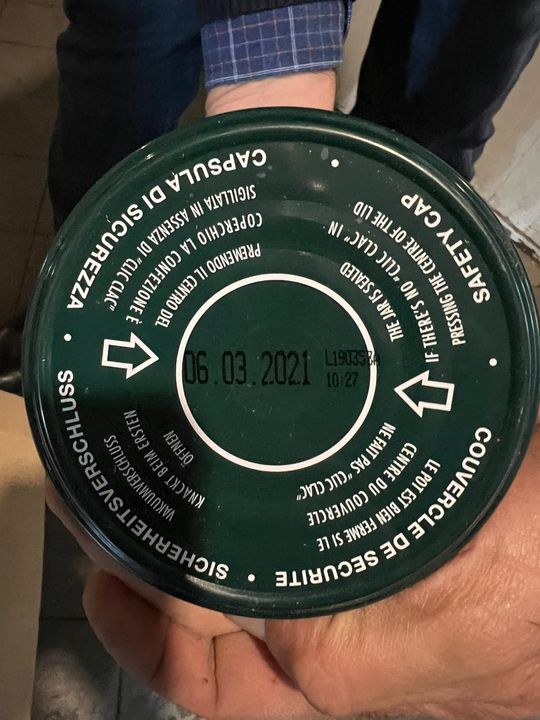 CAPSULA DI SICUREZZA
PREMENDO IL CENTRO DEL
COPERCHIO LA CONFEZIONE È
SIGILLATA IN ASSENZA DI "CLIC CLAC"
SAFETY CAP
THE JAR IS SEALED
IF THERE'S NO "CLIC CLAC" IN
PRESSING THE CENTRE OF THE LID
06.03.2021
L190353A
10:27
COUVERCLE DE SECURITE
LE POT EST BIEN FERME SI LE
CENTRE DU COUVERCLE
NE FAIT PAS "CLIC CLAC"
SICHERHEITSVERSCHLUSS
VAKUUMVERSCHLUSS
KNACKT BEIM ERSTEN
ÖFFNEN